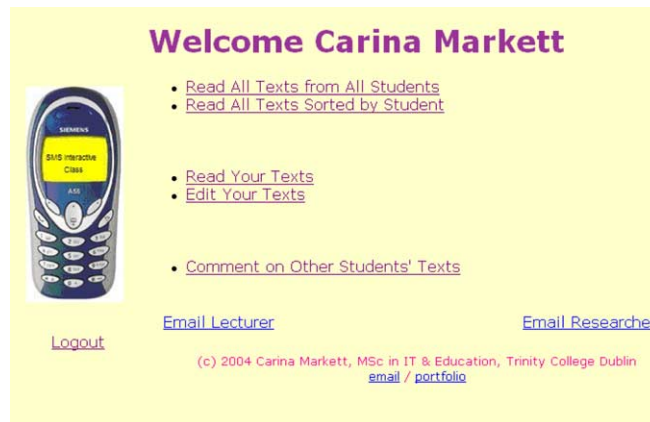 Welcome Carina Markett
Read All Texts from All Students
Read All Texts Sorted by Student
SIEMENS
SMS Interactive
Class
A55
Read Your Texts
Edit Your Texts
Comment on Other Students' Texts
Email Lecturer
Email Researche
Logout
(c) 2004 Carina Markett, MSc in IT & Education, Trinity College Dublin
email / portfolio